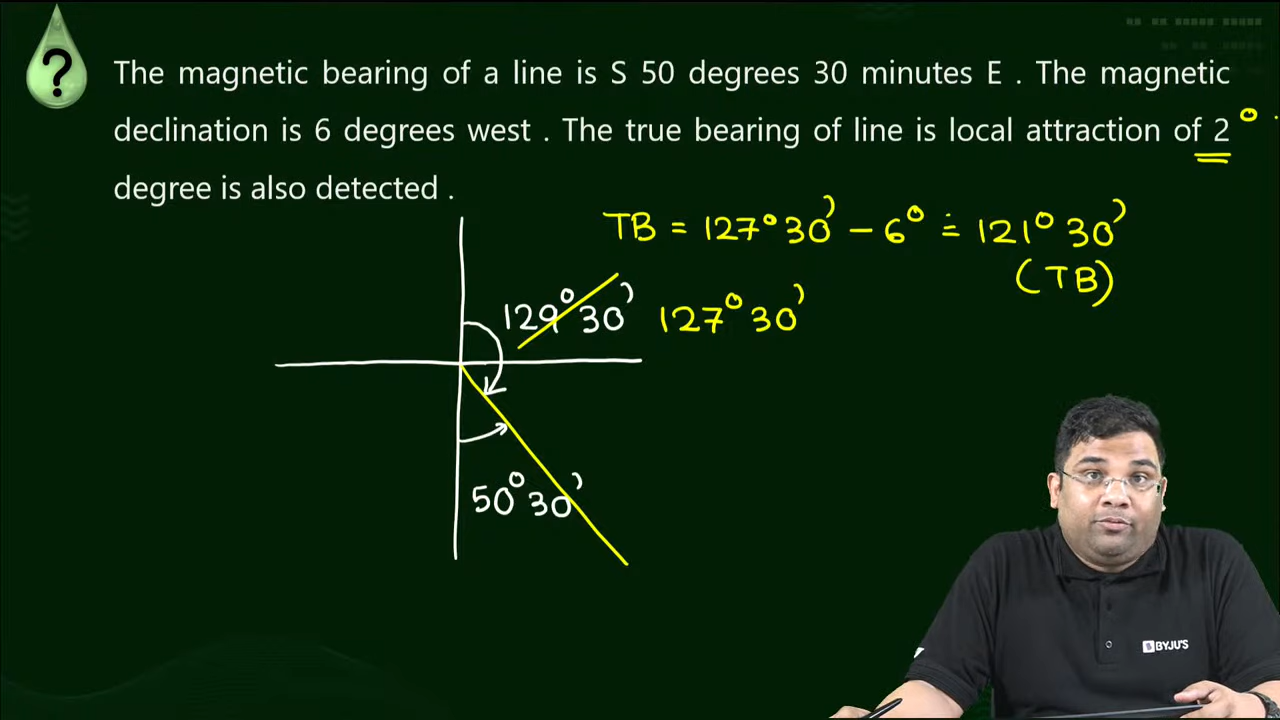 ?
The magnetic bearing of a line is S 50 degrees 30 minutes E . The magnetic
declination is 6 degrees west . The true bearing of line is local attraction of 2° .
degree is also detected .
TB = 127°30' - 6° = 121°30'
(TB)
129°30' 127°30'
50°30'
BYJU'S